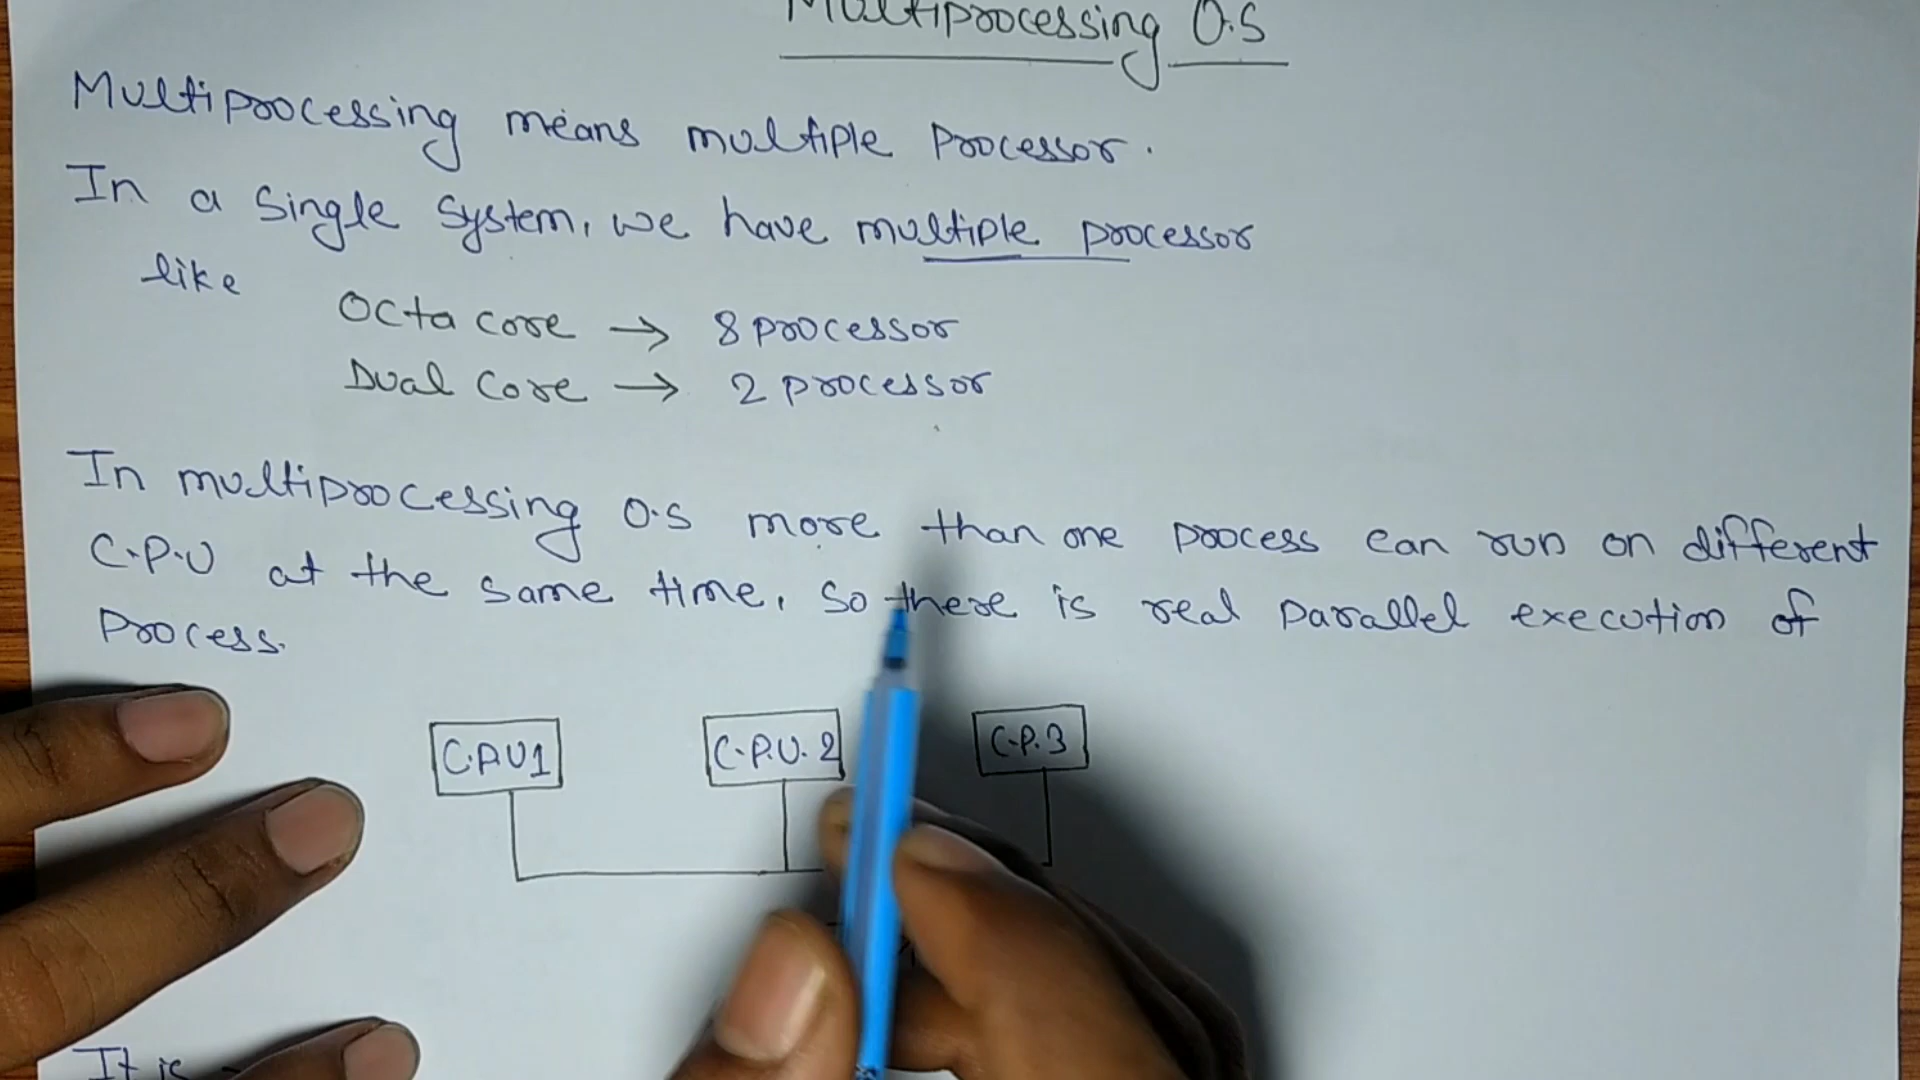 Multiprocessing O.S
Multiprocessing means multiple processor.
In a single system, we have multiple processor
like
Octa core → 8 processor
Dual core → 2 processor
In multiprocessing O.S more than one process can run on different
C.P.U at the same time, so there is real parallel execution of
process.
C.P.U1 C.P.U.2 C.P.3
It is